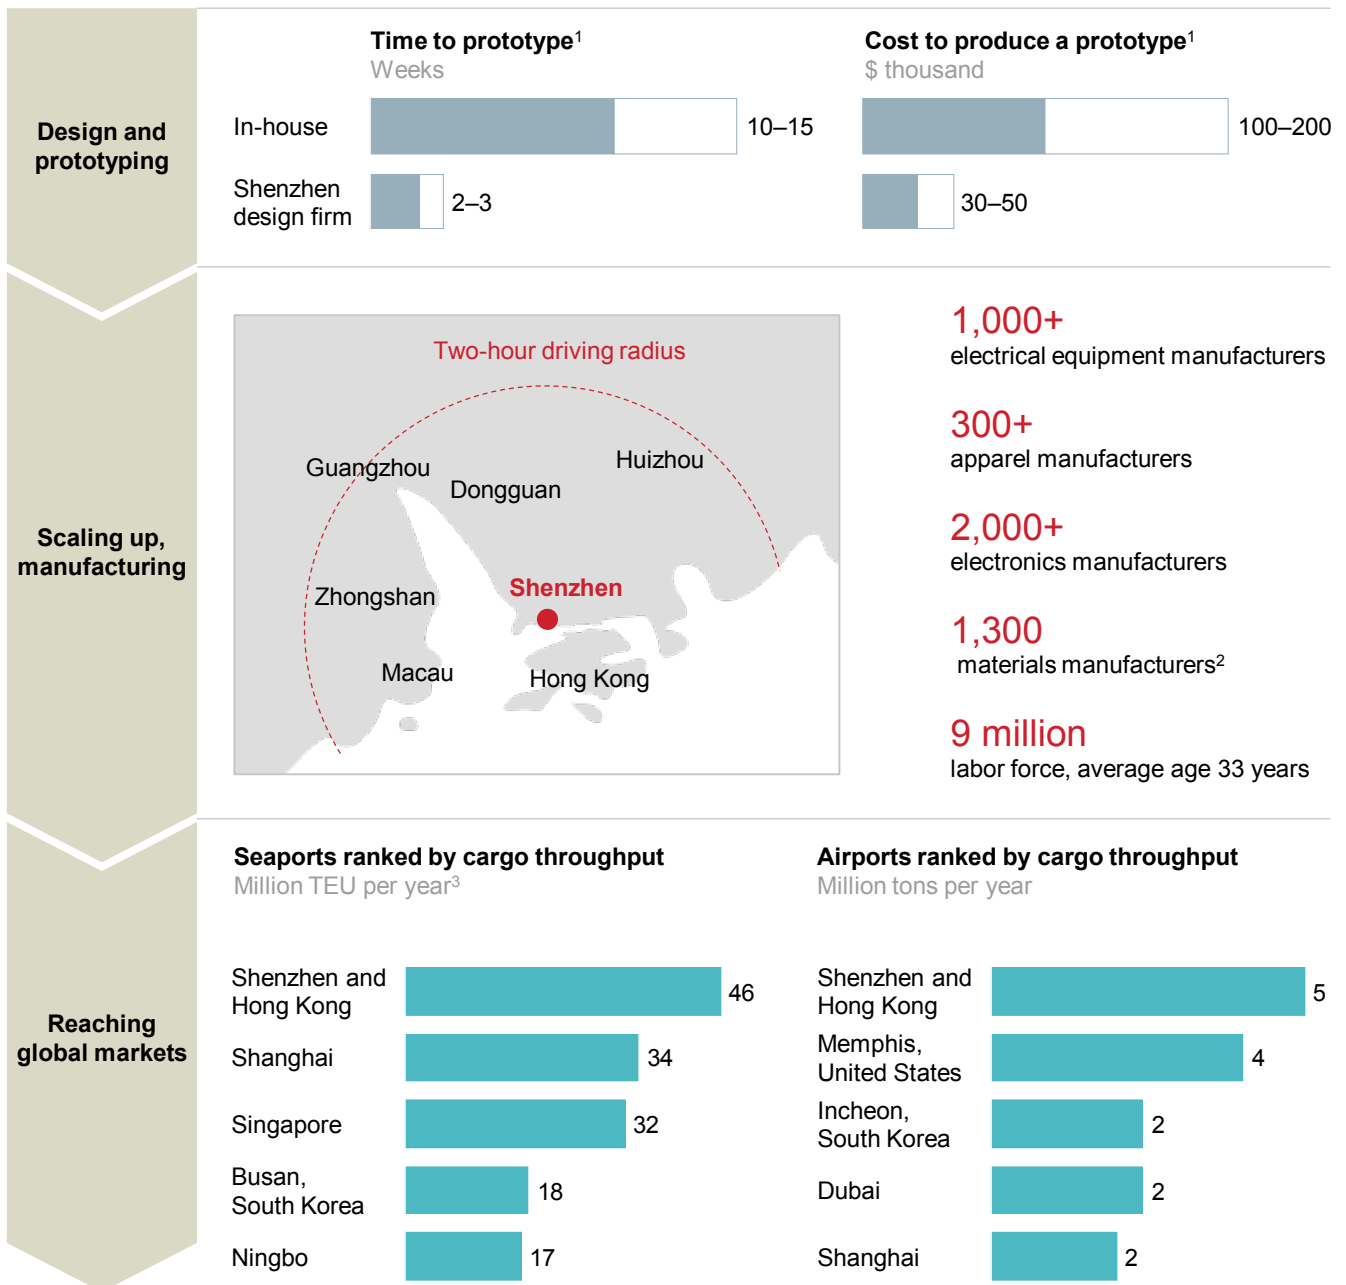 Design and
prototyping
Time to prototype1
Weeks
In-house
10–15
Shenzhen
design firm
2–3
Cost to produce a prototype1
$ thousand
100–200
30–50
Scaling up,
manufacturing
Two-hour driving radius
Guangzhou
Huizhou
Dongguan
Zhongshan
Shenzhen
Macau
Hong Kong
1,000+
electrical equipment manufacturers
300+
apparel manufacturers
2,000+
electronics manufacturers
1,300
materials manufacturers2
9 million
labor force, average age 33 years
Reaching
global markets
Seaports ranked by cargo throughput
Million TEU per year3
Shenzhen and
Hong Kong
46
Shanghai
34
Singapore
32
Busan,
South Korea
18
Ningbo
17
Airports ranked by cargo throughput
Million tons per year
Shenzhen and
Hong Kong
5
Memphis,
United States
4
Incheon,
South Korea
2
Dubai
2
Shanghai
2